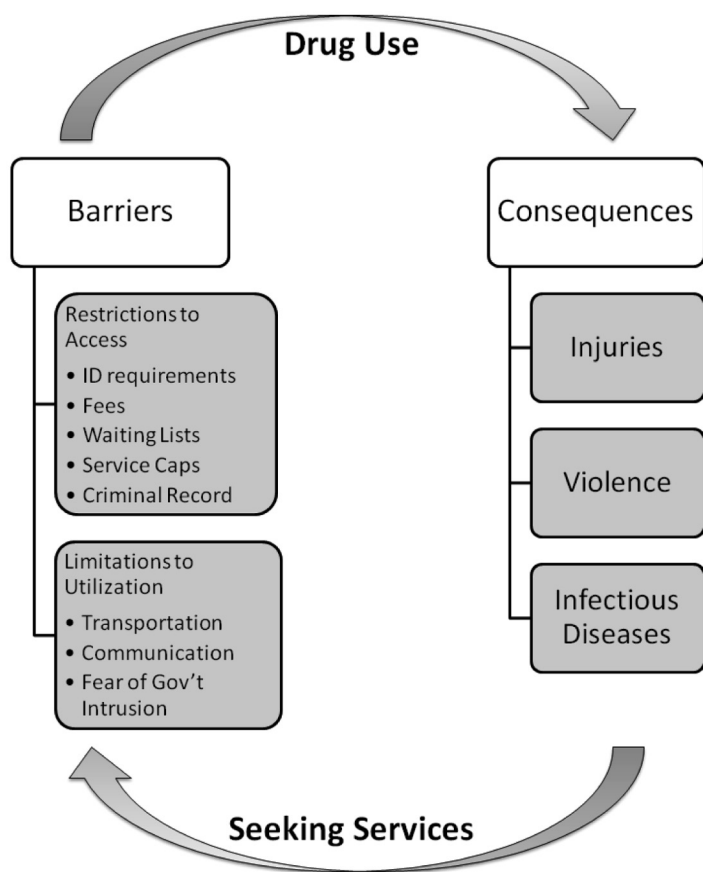 Drug Use
Barriers
Restrictions to
Access
• ID requirements
• Fees
• Waiting Lists
• Service Caps
• Criminal Record
Limitations to
Utilization
• Transportation
• Communication
• Fear of Gov’t
Intrusion
Consequences
Injuries
Violence
Infectious
Diseases
Seeking Services